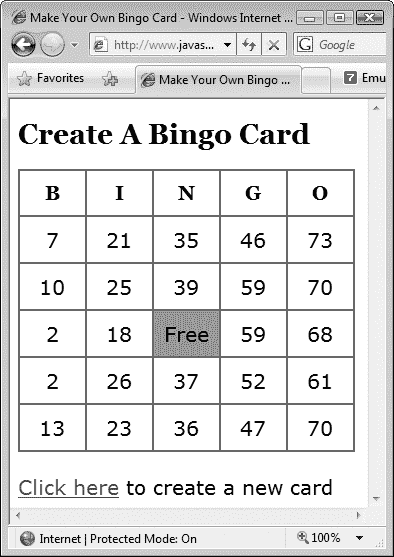 Make Your Own Bingo Card - Windows Internet ...
http://www.javas...
Google
Favorites
Make Your Own Bingo ...
Emu
Create A Bingo Card
B I N G O
7 21 35 46 73
10 25 39 59 70
2 18 Free 59 68
2 26 37 52 61
13 23 36 47 70
Click here to create a new card
Internet | Protected Mode: On
100%